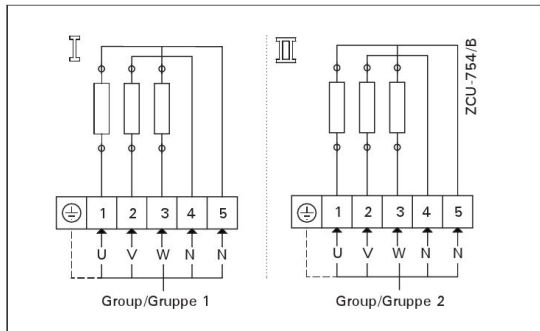 I
1 2 3 4 5
U V W N N
Group/Gruppe 1
II
ZCU-754/B
1 2 3 4 5
U V W N N
Group/Gruppe 2